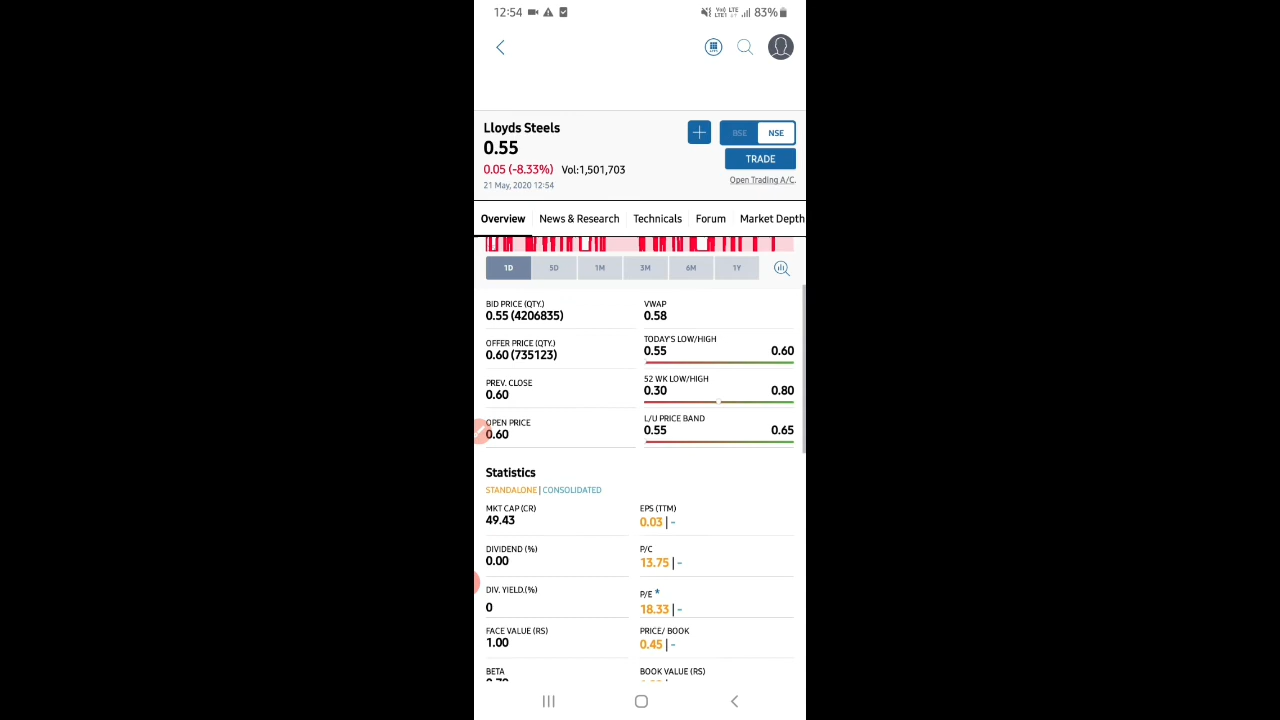 12:54
Vo) LTE
LTE1
83%
Lloyds Steels
0.55
0.05 (-8.33%) Vol:1,501,703
21 May, 2020 12:54
BSE NSE
TRADE
Open Trading A/C.
Overview News & Research Technicals Forum Market Depth
1D 5D 1M 3M 6M 1Y
BID PRICE (QTY.)
0.55 (4206835)
VWAP
0.58
OFFER PRICE (QTY.)
0.60 (735123)
TODAY'S LOW/HIGH
0.55 0.60
PREV. CLOSE
0.60
52 WK LOW/HIGH
0.30 0.80
OPEN PRICE
0.60
L/U PRICE BAND
0.55 0.65
Statistics
STANDALONE | CONSOLIDATED
MKT CAP (CR)
49.43
EPS (TTM)
0.03 | -
DIVIDEND (%)
0.00
P/C
13.75 | -
DIV. YIELD.(%)
0
P/E *
18.33 | -
FACE VALUE (RS)
1.00
PRICE/ BOOK
0.45 | -
BETA
BOOK VALUE (RS)